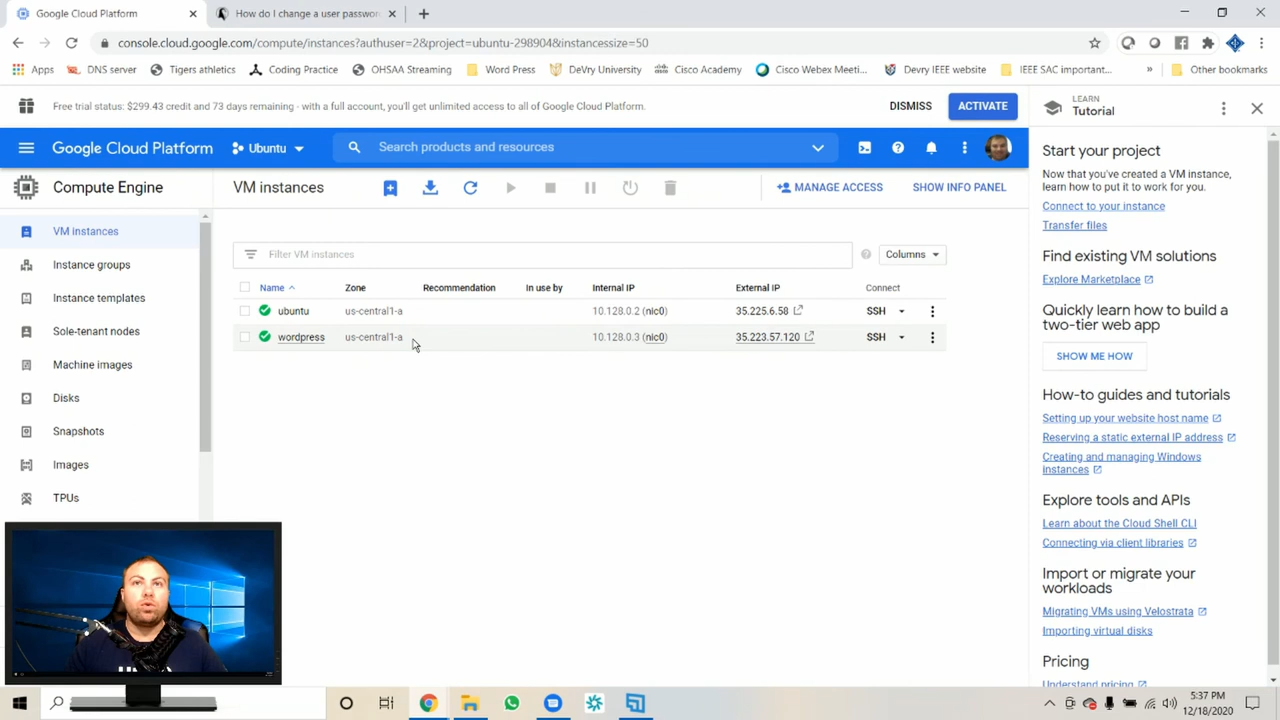 Google Cloud Platform
How do I change a user passwor
console.cloud.google.com/compute/instances?authuser=2&project=ubuntu-298904&instancessize=50
Apps
DNS server
Tigers athletics
Coding Practice
OHSAA Streaming
Word Press
DeVry University
Cisco Academy
Cisco Webex Meeti...
Devry IEEE website
IEEE SAC important...
»
Other bookmarks
Free trial status: $299.43 credit and 73 days remaining - with a full account, you'll get unlimited access to all of Google Cloud Platform.
DISMISS
ACTIVATE
LEARN
Tutorial
Google Cloud Platform
Ubuntu
Search products and resources
Compute Engine
VM instances
MANAGE ACCESS
SHOW INFO PANEL
VM instances
Instance groups
Instance templates
Sole-tenant nodes
Machine images
Disks
Snapshots
Images
TPUs
Filter VM instances
Columns
Name
Zone
Recommendation
In use by
Internal IP
External IP
Connect
ubuntu
us-central1-a
10.128.0.2 (nic0)
35.225.6.58
SSH
wordpress
us-central1-a
10.128.0.3 (nic0)
35.223.57.120
SSH
Start your project
Now that you've created a VM instance,
learn how to put it to work for you.
Connect to your instance
Transfer files
Find existing VM solutions
Explore Marketplace
Quickly learn how to build a
two-tier web app
SHOW ME HOW
How-to guides and tutorials
Setting up your website host name
Reserving a static external IP address
Creating and managing Windows
instances
Explore tools and APIs
Learn about the Cloud Shell CLI
Connecting via client libraries
Import or migrate your
workloads
Migrating VMs using Velostrata
Importing virtual disks
Pricing
Understand pricing
5:37 PM
12/18/2020